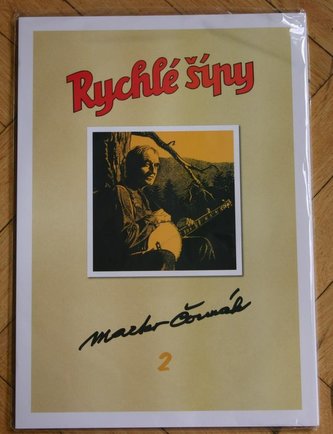 Rychlé šípy
Marko Čermák
2